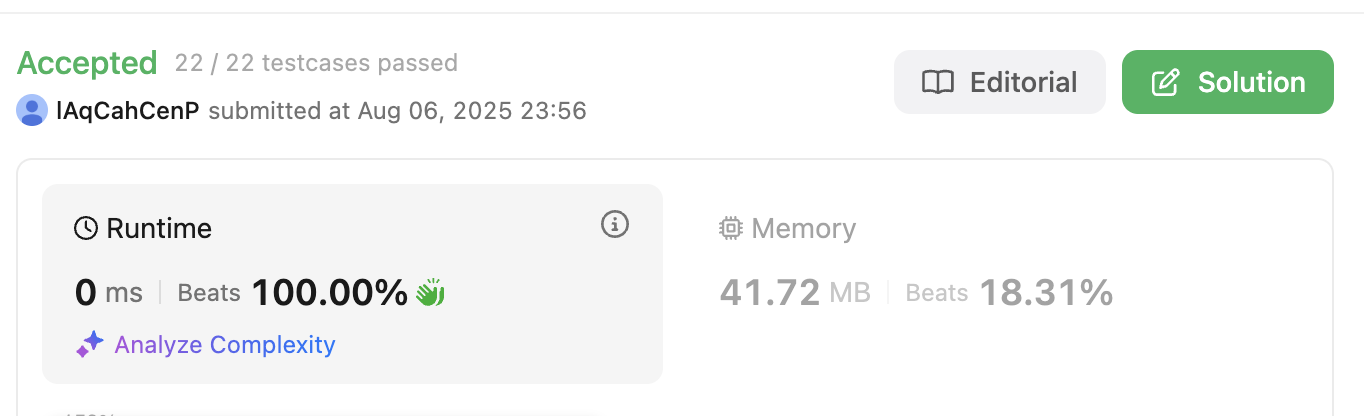 Accepted 22 / 22 testcases passed
Editorial
Solution
lAqCahCenP submitted at Aug 06, 2025 23:56
Runtime
0 ms Beats 100.00%
Analyze Complexity
Memory
41.72 MB Beats 18.31%